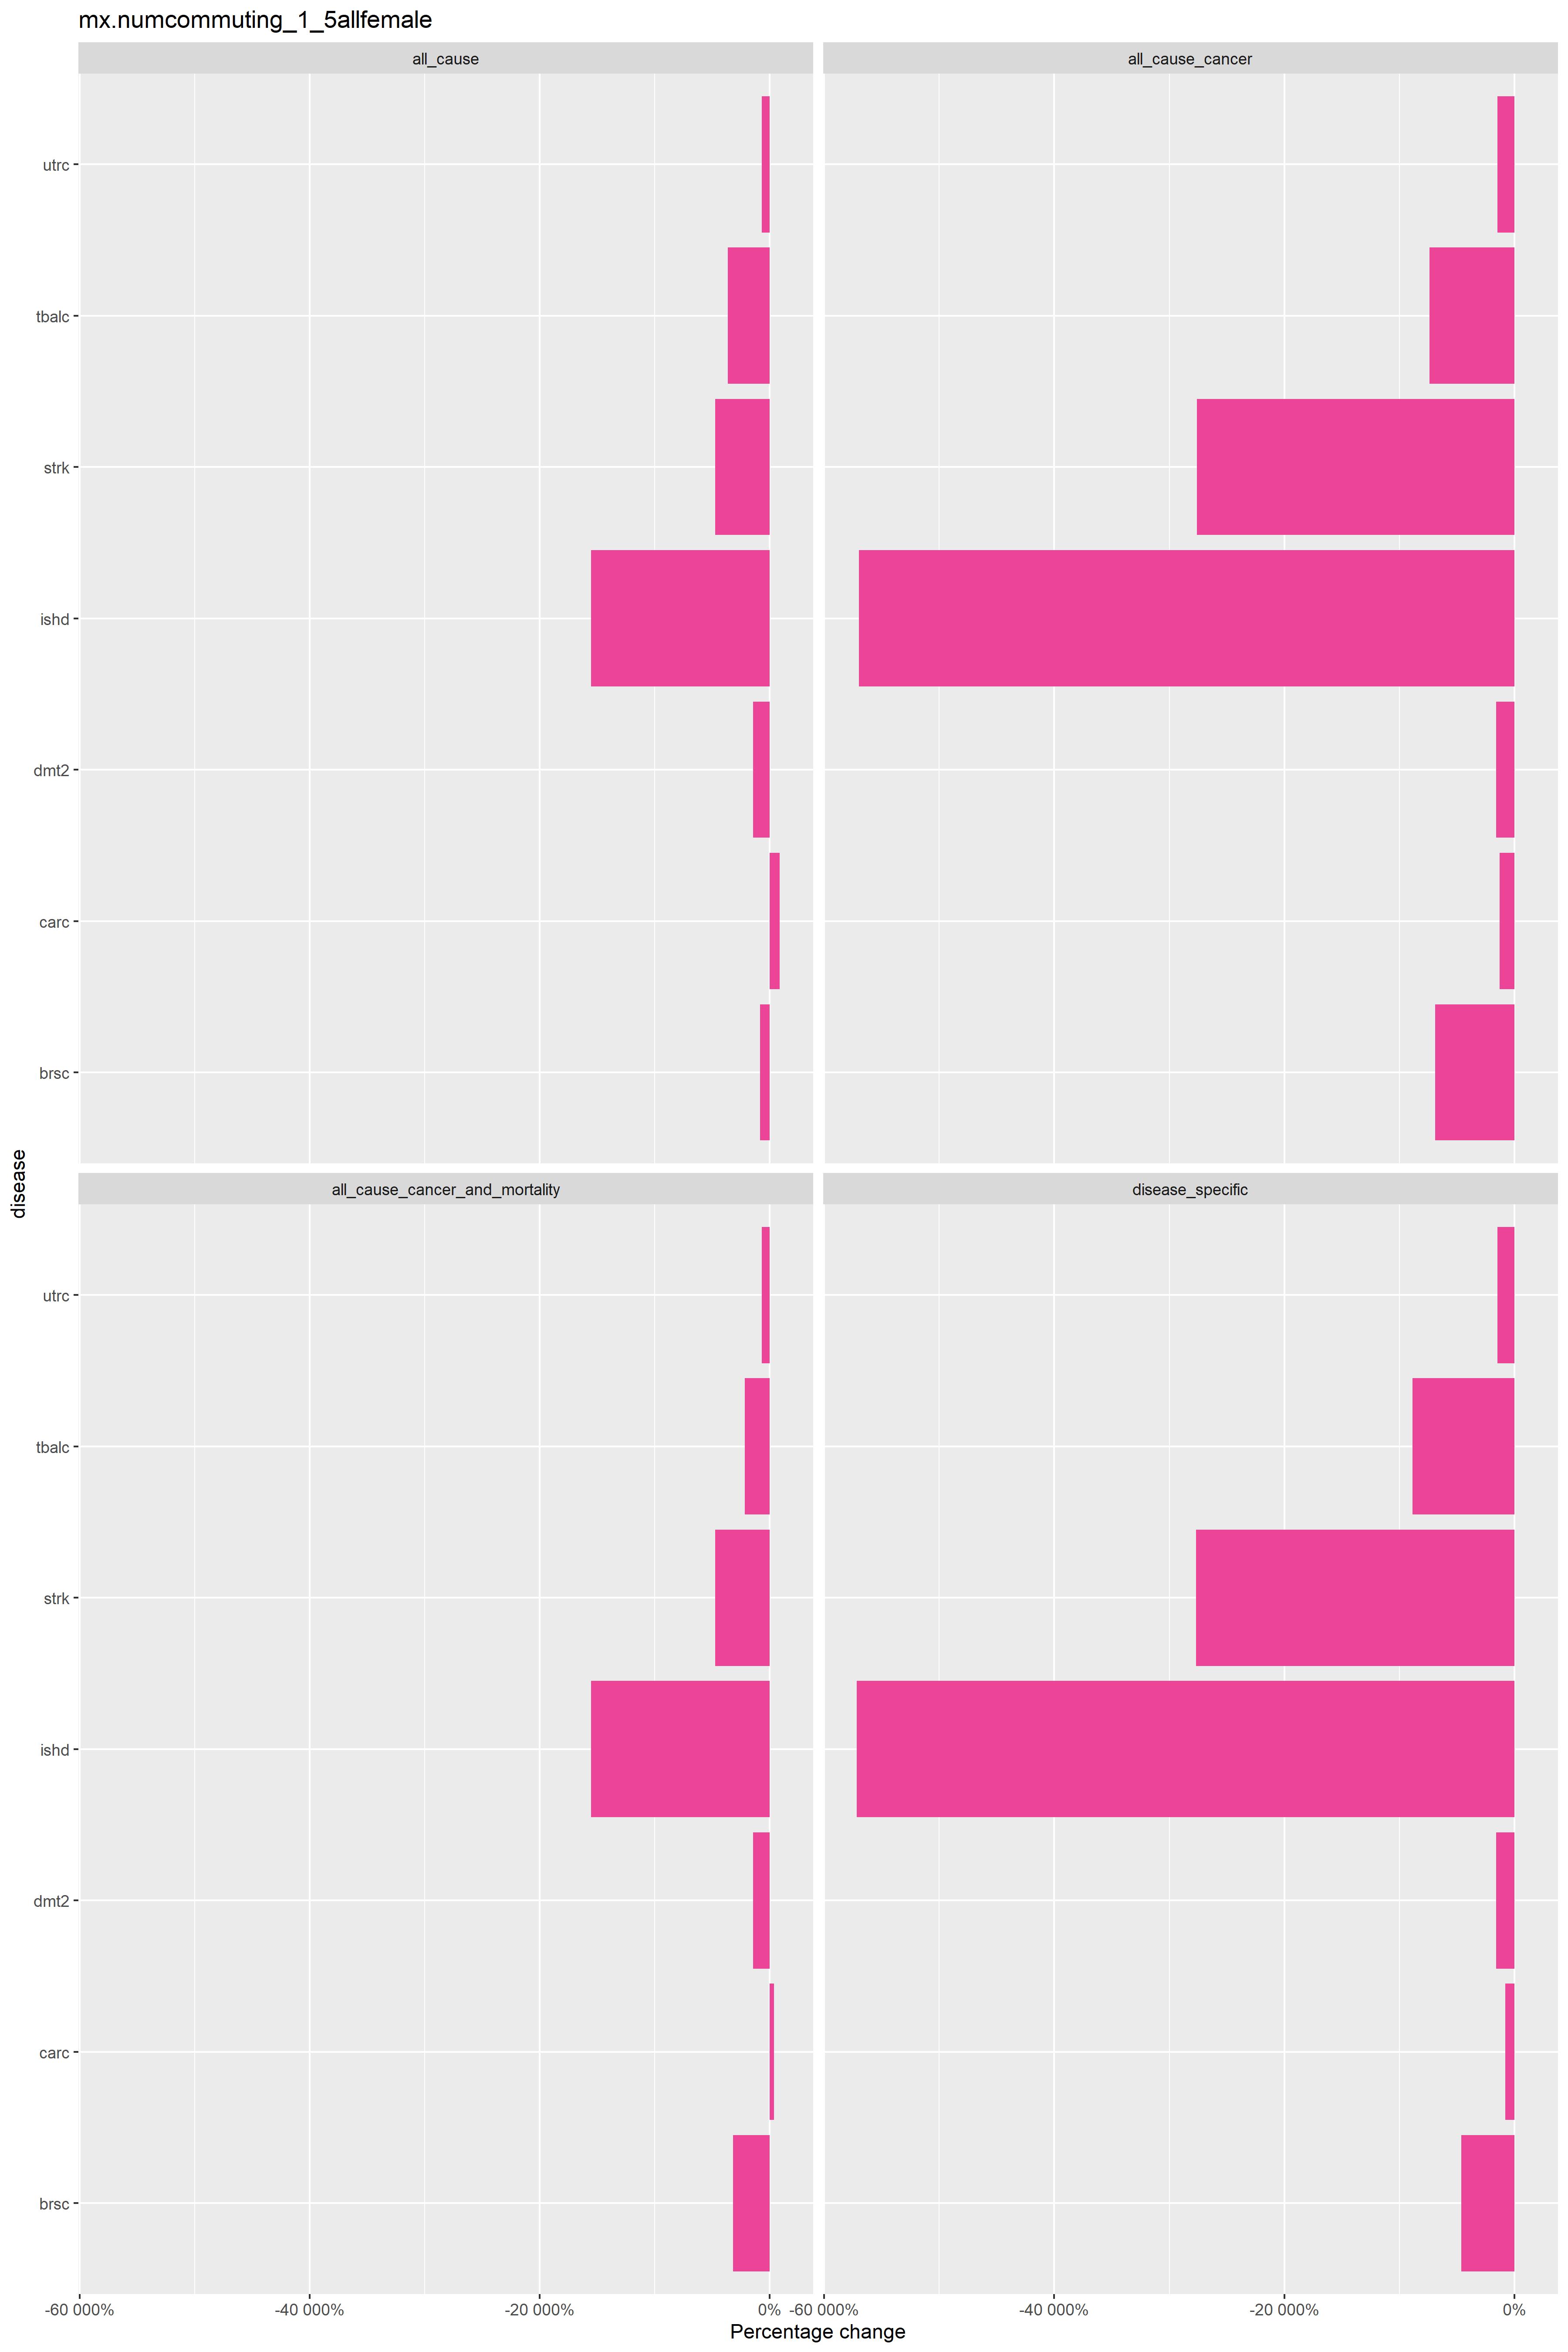 mx.numcommuting_1_5allfemale
all_cause
all_cause_cancer
utrc
tbalc
strk
ishd
dmt2
carc
brsc
disease
all_cause_cancer_and_mortality
disease_specific
utrc
tbalc
strk
ishd
dmt2
carc
brsc
-60 000% -40 000% -20 000% 0% -60 000% -40 000% -20 000% 0%
Percentage change